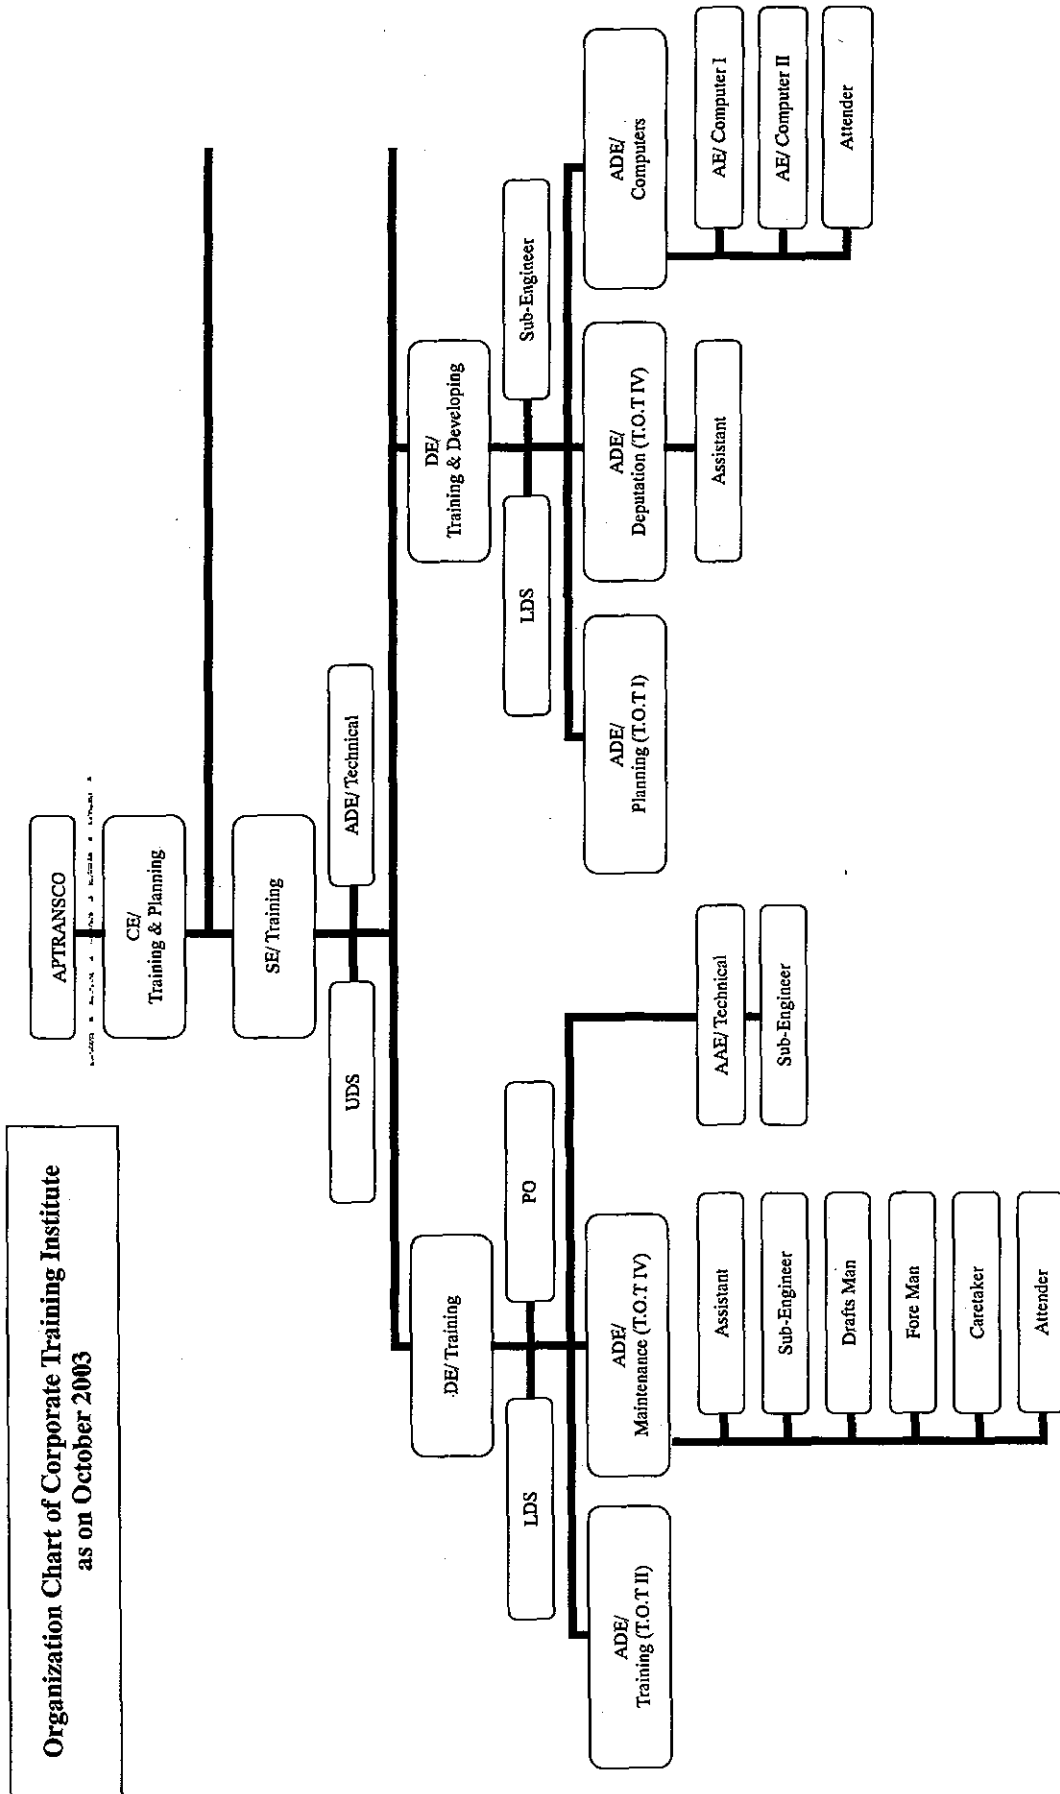 Organization Chart of Corporate Training Institute
as on October 2003
APTRANSCO
CE/
Training & Planning
SE/ Training
UDS
ADE/ Technical
DE/ Training
DE/
Training & Developing
LDS
PO
LDS
Sub-Engineer
ADE/
Training (T.O.T II)
ADE/
Maintenance (T.O.T IV)
ADE/
Planning (T.O.T I)
ADE/
Deputation (T.O.T IV)
ADE/
Computers
Assistant
Sub-Engineer
Drafts Man
Fore Man
Caretaker
Attender
AAE/ Technical
Sub-Engineer
Assistant
AE/ Computer I
AE/ Computer II
Attender